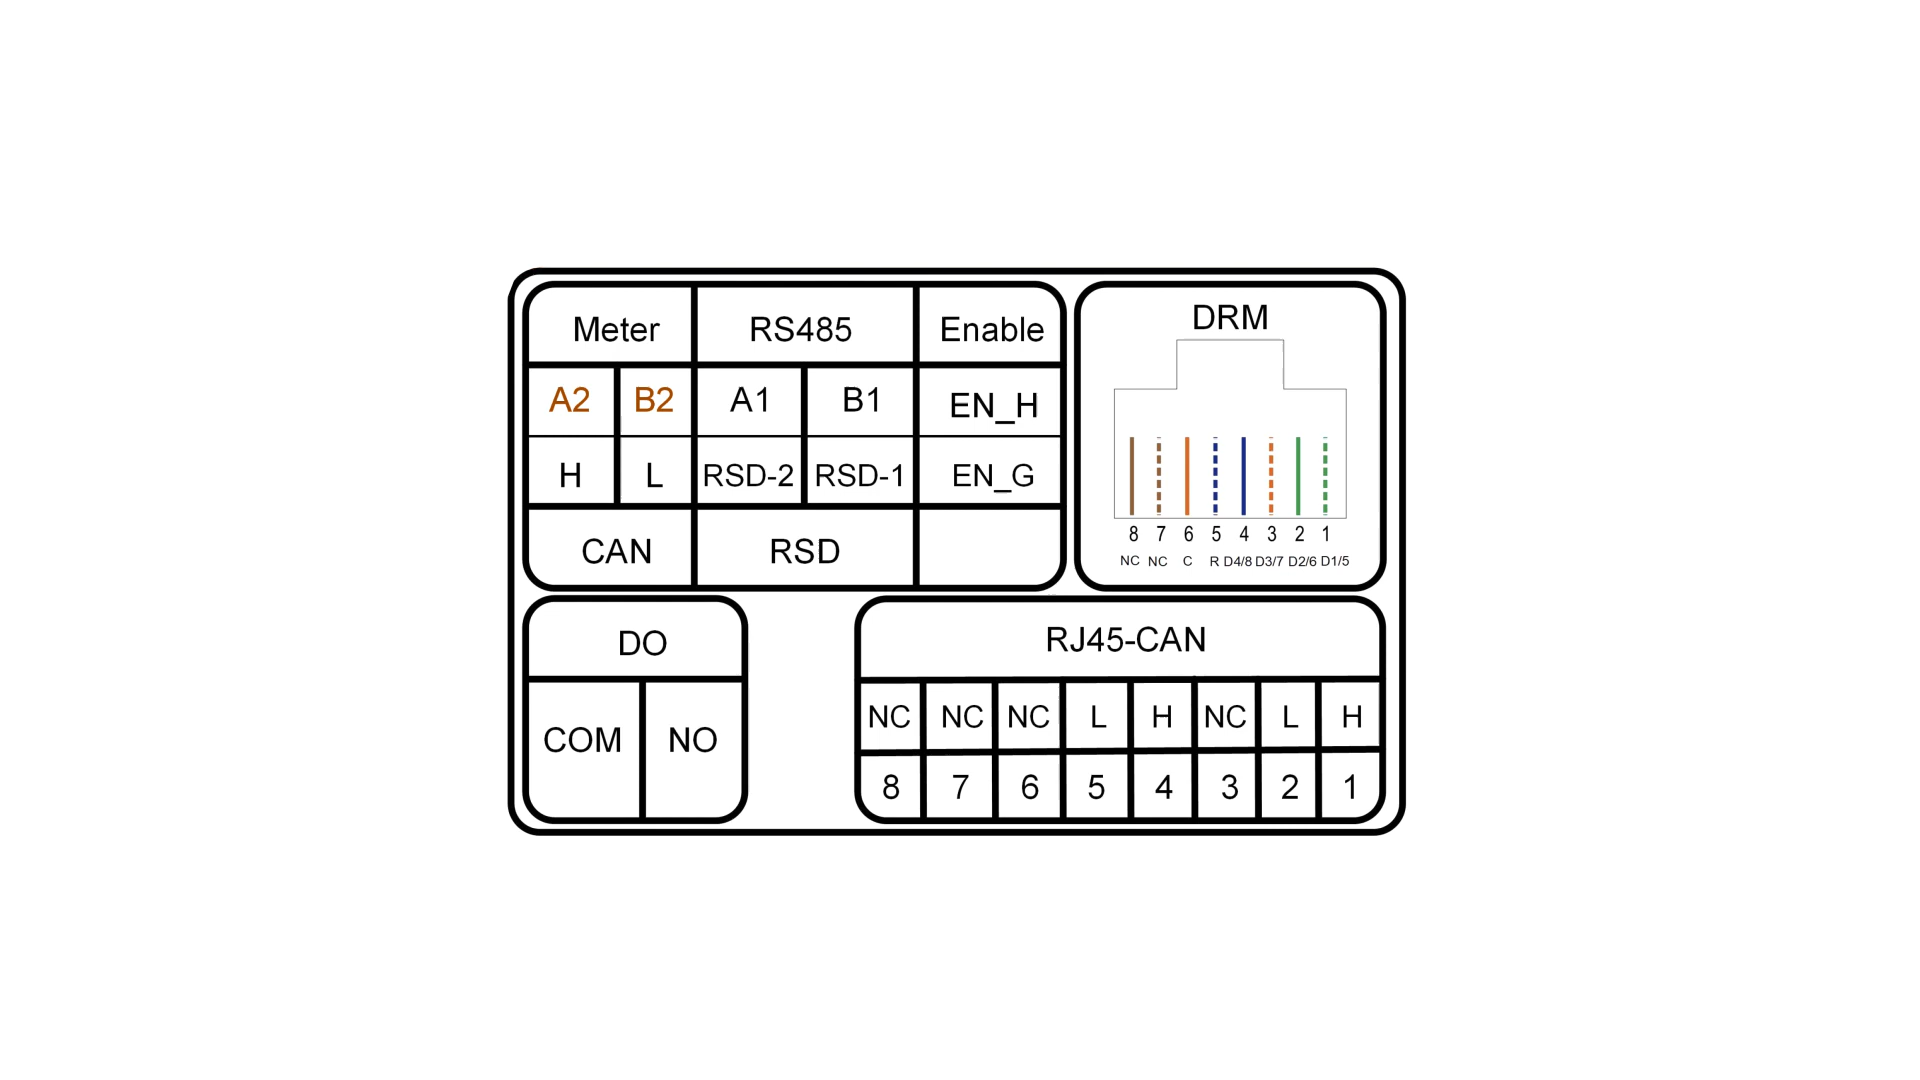 Meter RS485 Enable
A2 B2 A1 B1 EN_H
H L RSD-2 RSD-1 EN_G
CAN RSD
DRM
8 7 6 5 4 3 2 1
NC NC C R D4/8 D3/7 D2/6 D1/5
DO
COM NO
RJ45-CAN
NC NC NC L H NC L H
8 7 6 5 4 3 2 1